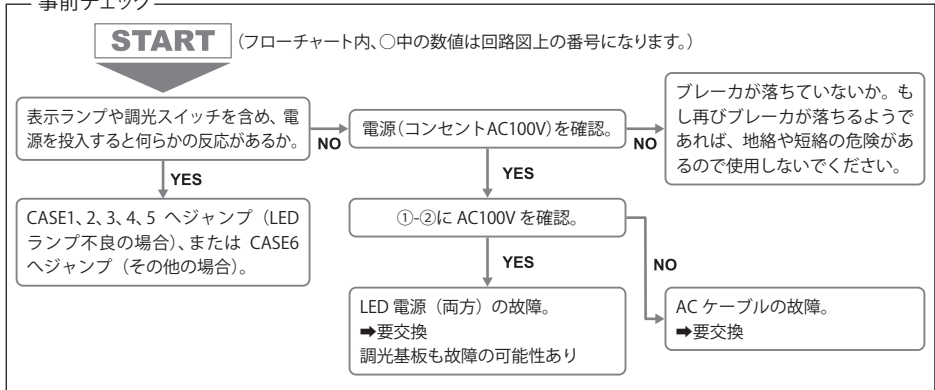 事前チェック
START
(フローチャート内、○中の数値は回路図上の番号になります。)
表示ランプや調光スイッチを含め、電
源を投入すると何らかの反応があるか。
NO
電源(コンセントAC100V)を確認。
NO
ブレーカが落ちていないか。も
し再びブレーカが落ちるようで
あれば、地絡や短絡の危険があ
るので使用しないでください。
YES
YES
CASE1、2、3、4、5 へジャンプ(LED
ランプ不良の場合)、または CASE6
へジャンプ(その他の場合)。
①-②に AC100V を確認。
YES
NO
LED 電源(両方)の故障。
➡要交換
調光基板も故障の可能性あり
AC ケーブルの故障。
➡要交換